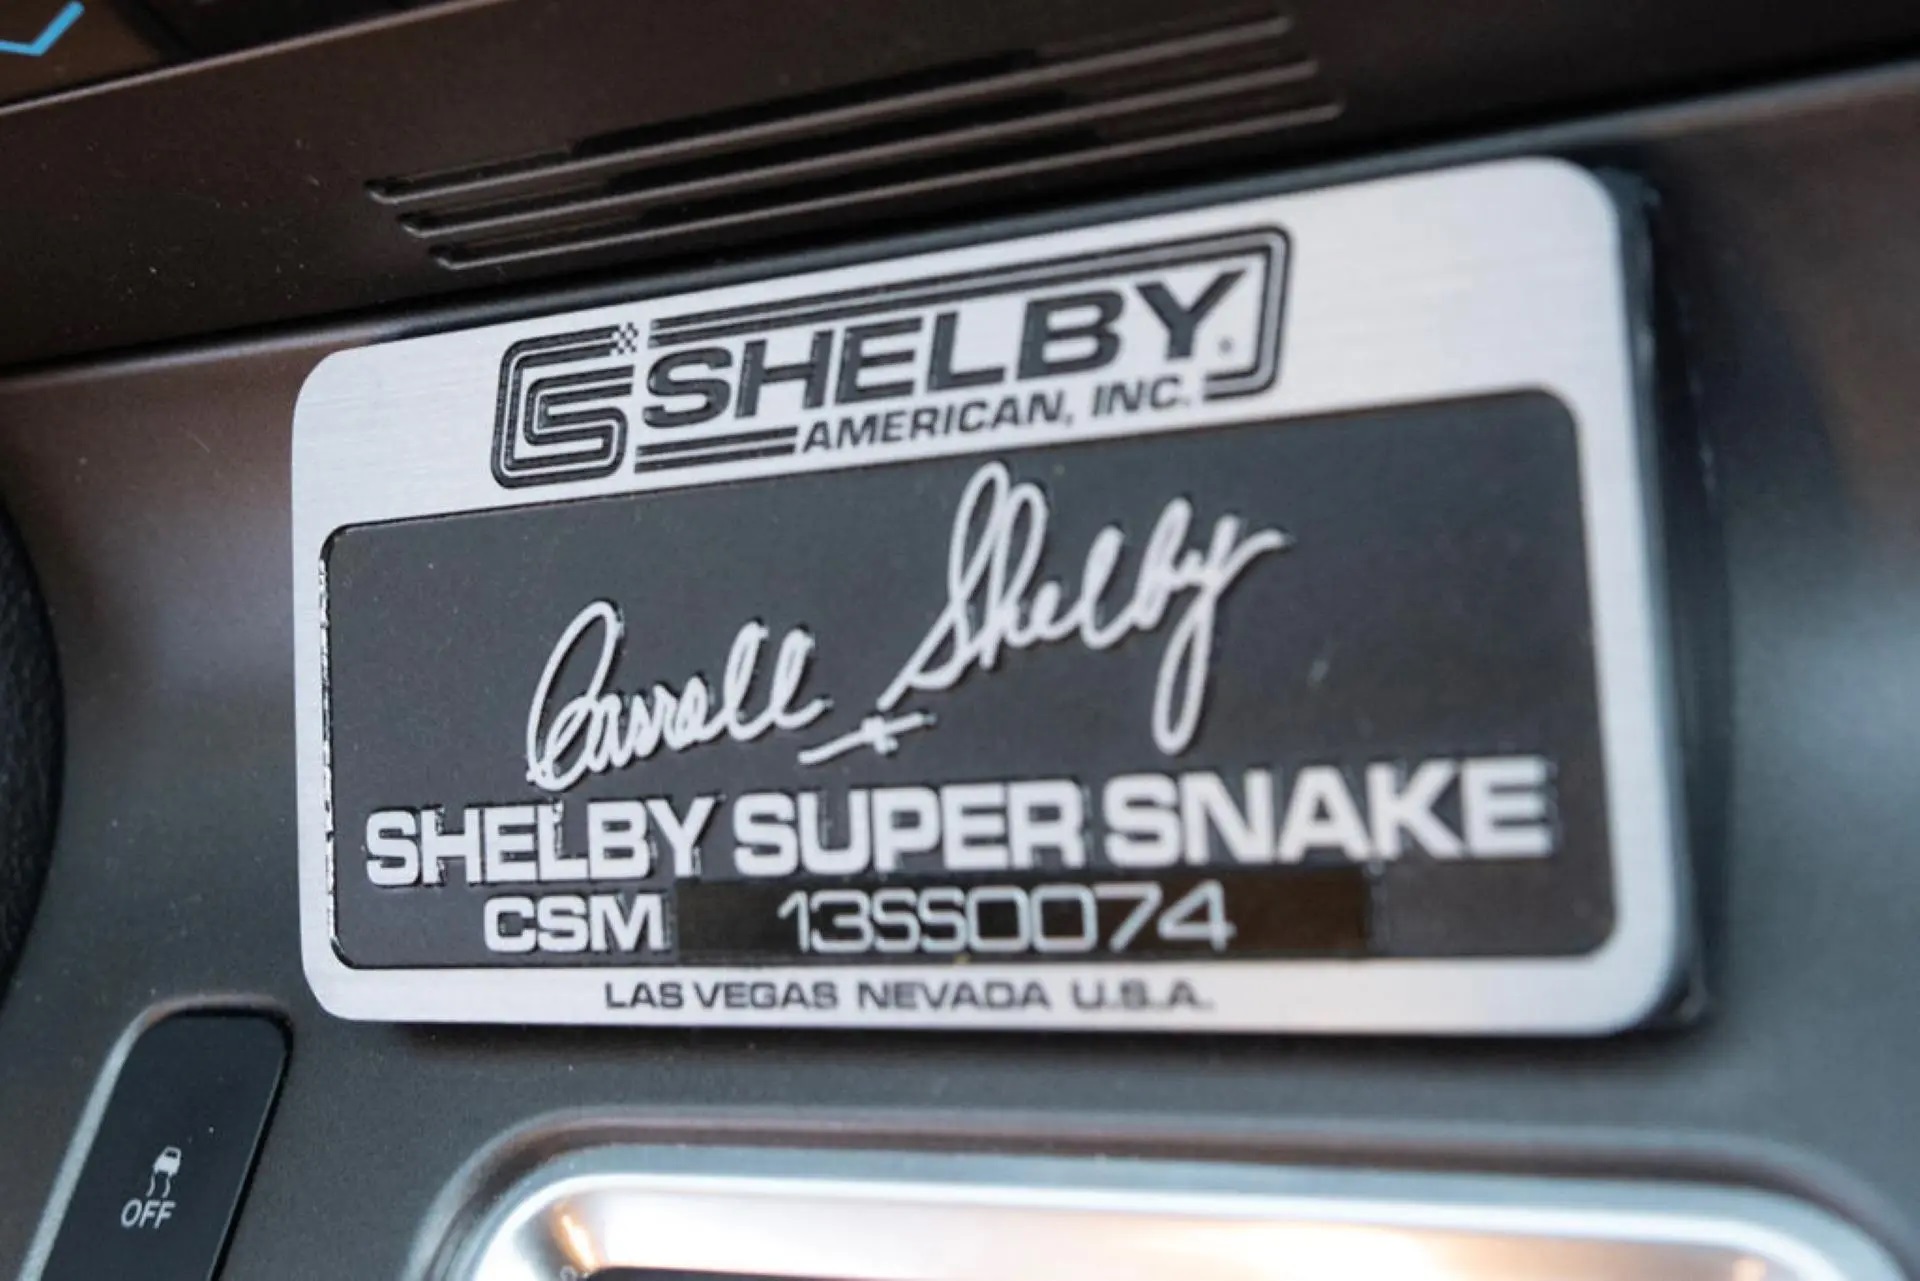 SHELBY®
AMERICAN, INC.
Carroll Shelby
SHELBY SUPER SNAKE
CSM 13SS0074
LAS VEGAS NEVADA U.S.A.
OFF